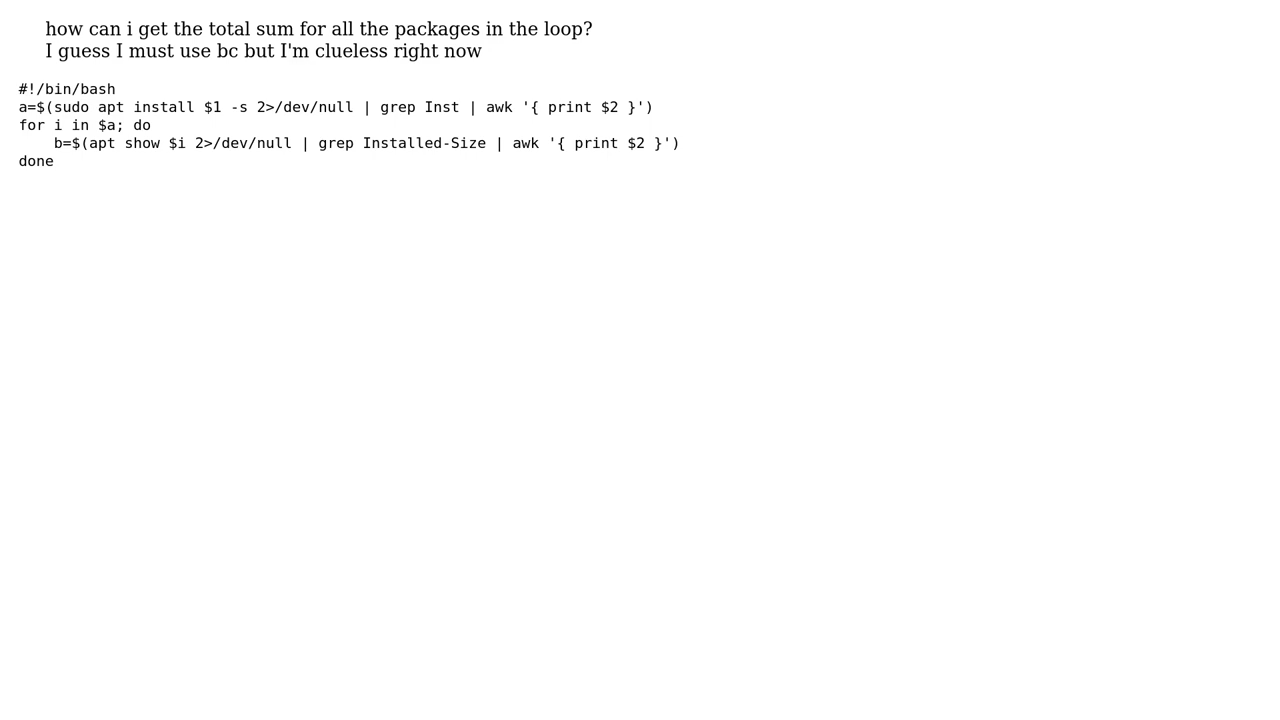 how can i get the total sum for all the packages in the loop?
I guess I must use bc but I'm clueless right now
#!/bin/bash
a=$(sudo apt install $1 -s 2>/dev/null | grep Inst | awk '{ print $2 }')
for i in $a; do
    b=$(apt show $i 2>/dev/null | grep Installed-Size | awk '{ print $2 }')
done